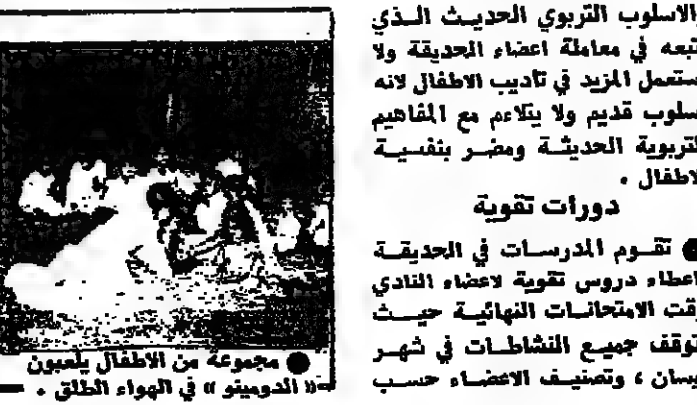 والاسلوب التربوي الحديث الذي
تتبعه في معاملة اعضاء الحديقة ولا
تستعمل المزيد في تأديب الاطفال لانه
اسلوب قديم ولا يتلاءم مع المفاهيم
التربوية الحديثة ومضر بنفسية
الاطفال .
دورات تقوية
● تقوم المدرسات في الحديقة
باعطاء دروس تقوية لاعضاء النادي
وقت الامتحانات النهائية حيث
توقف جميع النشاطات في شهر
نيسان ، وتصنيف الاعضاء حسب
● مجموعة من الاطفال يلعبون
«الدومينو» في الهواء الطلق .